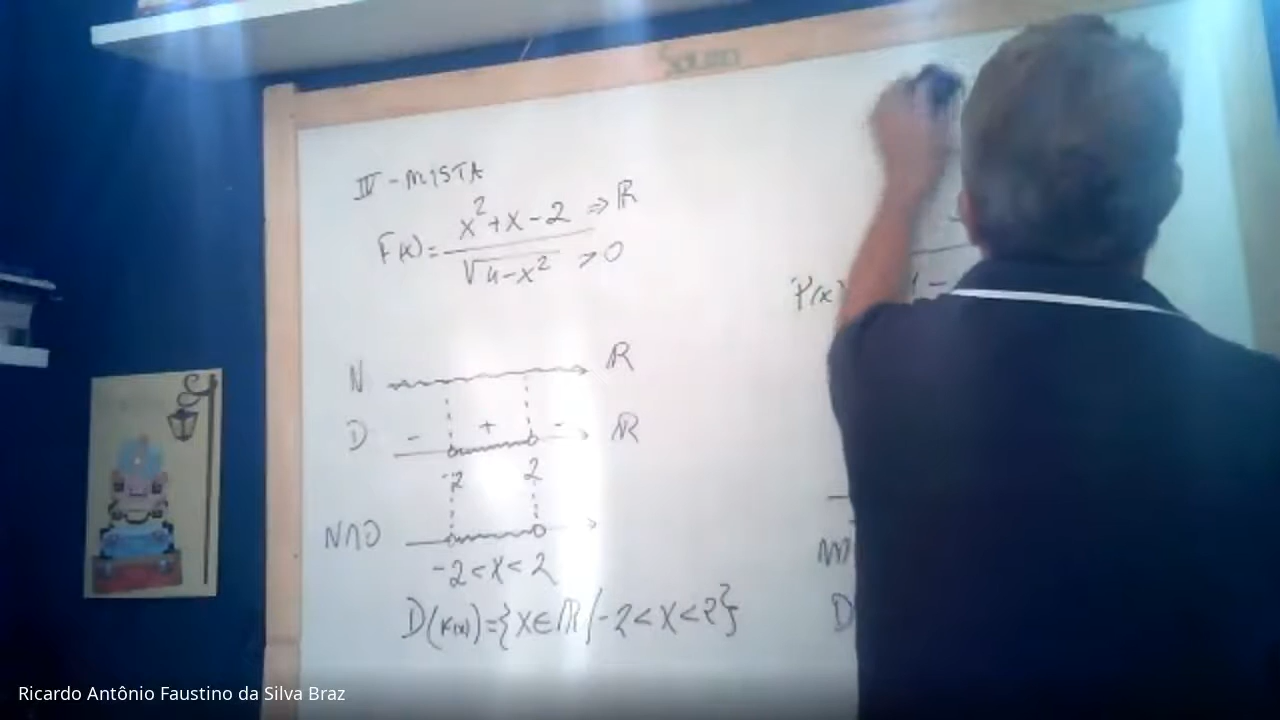 IV - MISTA
F(x) = x² + x - 2 ⇒ ℝ
√4-x² > 0
N ℝ
D - + - ℝ
-2 2
N∩D
-2 < x < 2
D(F(x)) = {x ∈ ℝ / -2 < x < 2}
Ricardo Antônio Faustino da Silva Braz